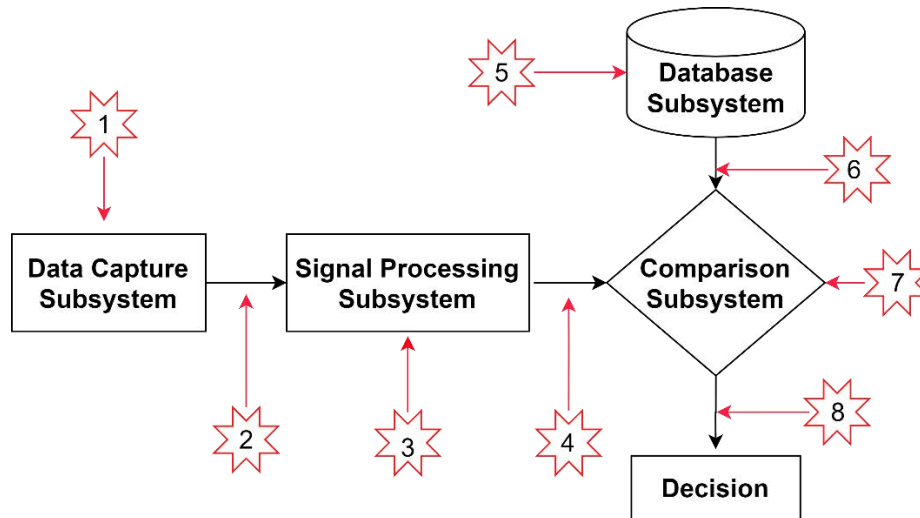 Database
Subsystem
5
1
6
Data Capture
Subsystem
Signal Processing
Subsystem
Comparison
Subsystem
7
2
3
4
8
Decision